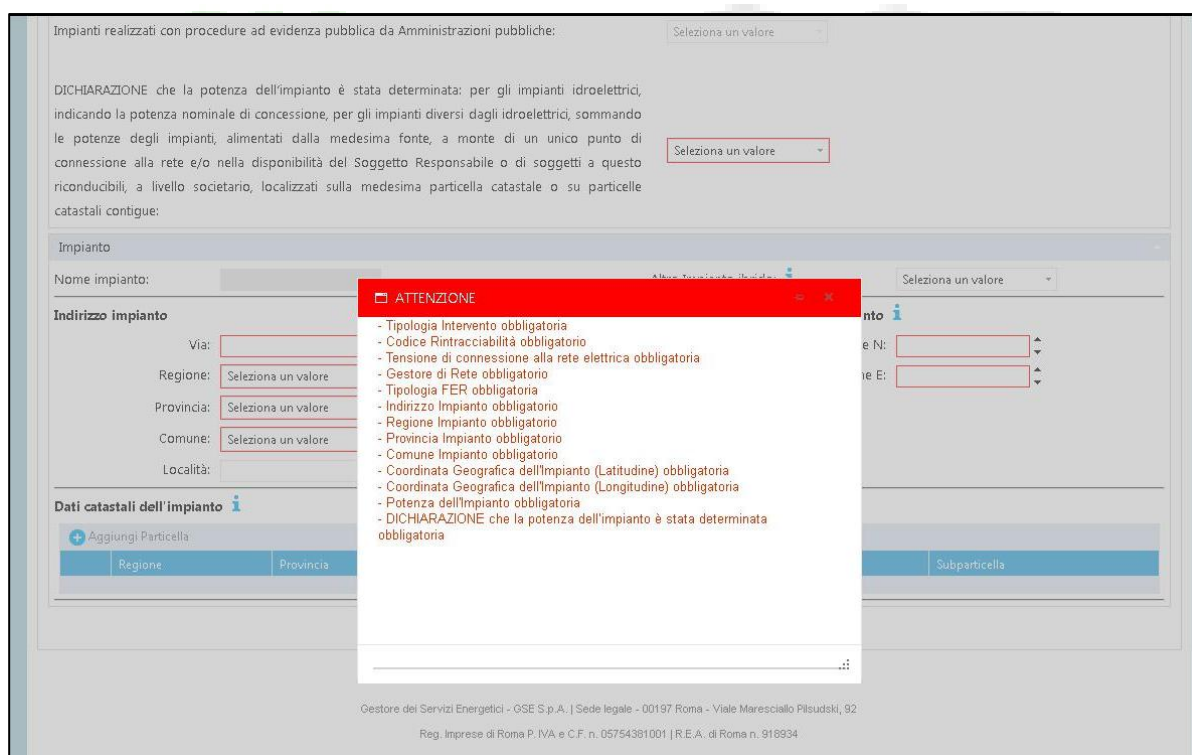 Impianti realizzati con procedure ad evidenza pubblica da Amministrazioni pubbliche:
Seleziona un valore
DICHIARAZIONE che la potenza dell'impianto è stata determinata: per gli impianti idroelettrici,
indicando la potenza nominale di concessione, per gli impianti diversi dagli idroelettrici, sommando
le potenze degli impianti, alimentati dalla medesima fonte, a monte di un unico punto di
connessione alla rete e/o nella disponibilità del Soggetto Responsabile o di soggetti a questo
riconducibili, a livello societario, localizzati sulla medesima particella catastale o su particelle
catastali contigue:
Seleziona un valore
Impianto
Nome impianto:
Seleziona un valore
Indirizzo impianto
nto
Via:
e N:
Regione: Seleziona un valore
ne E:
Provincia: Seleziona un valore
Comune: Seleziona un valore
Località:
Dati catastali dell'impianto
Aggiungi Particella
Regione Provincia Subparticella
ATTENZIONE
- Tipologia Intervento obbligatoria
- Codice Rintracciabilità obbligatorio
- Tensione di connessione alla rete elettrica obbligatoria
- Gestore di Rete obbligatorio
- Tipologia FER obbligatoria
- Indirizzo Impianto obbligatorio
- Regione Impianto obbligatorio
- Provincia Impianto obbligatorio
- Comune Impianto obbligatorio
- Coordinata Geografica dell'Impianto (Latitudine) obbligatoria
- Coordinata Geografica dell'Impianto (Longitudine) obbligatoria
- Potenza dell'Impianto obbligatoria
- DICHIARAZIONE che la potenza dell'impianto è stata determinata
obbligatoria
Gestore dei Servizi Energetici - GSE S.p.A. | Sede legale - 00197 Roma - Viale Maresciallo Pilsudski, 92
Reg. Imprese di Roma P. IVA e C.F. n. 05754381001 | R.E.A. di Roma n. 918934